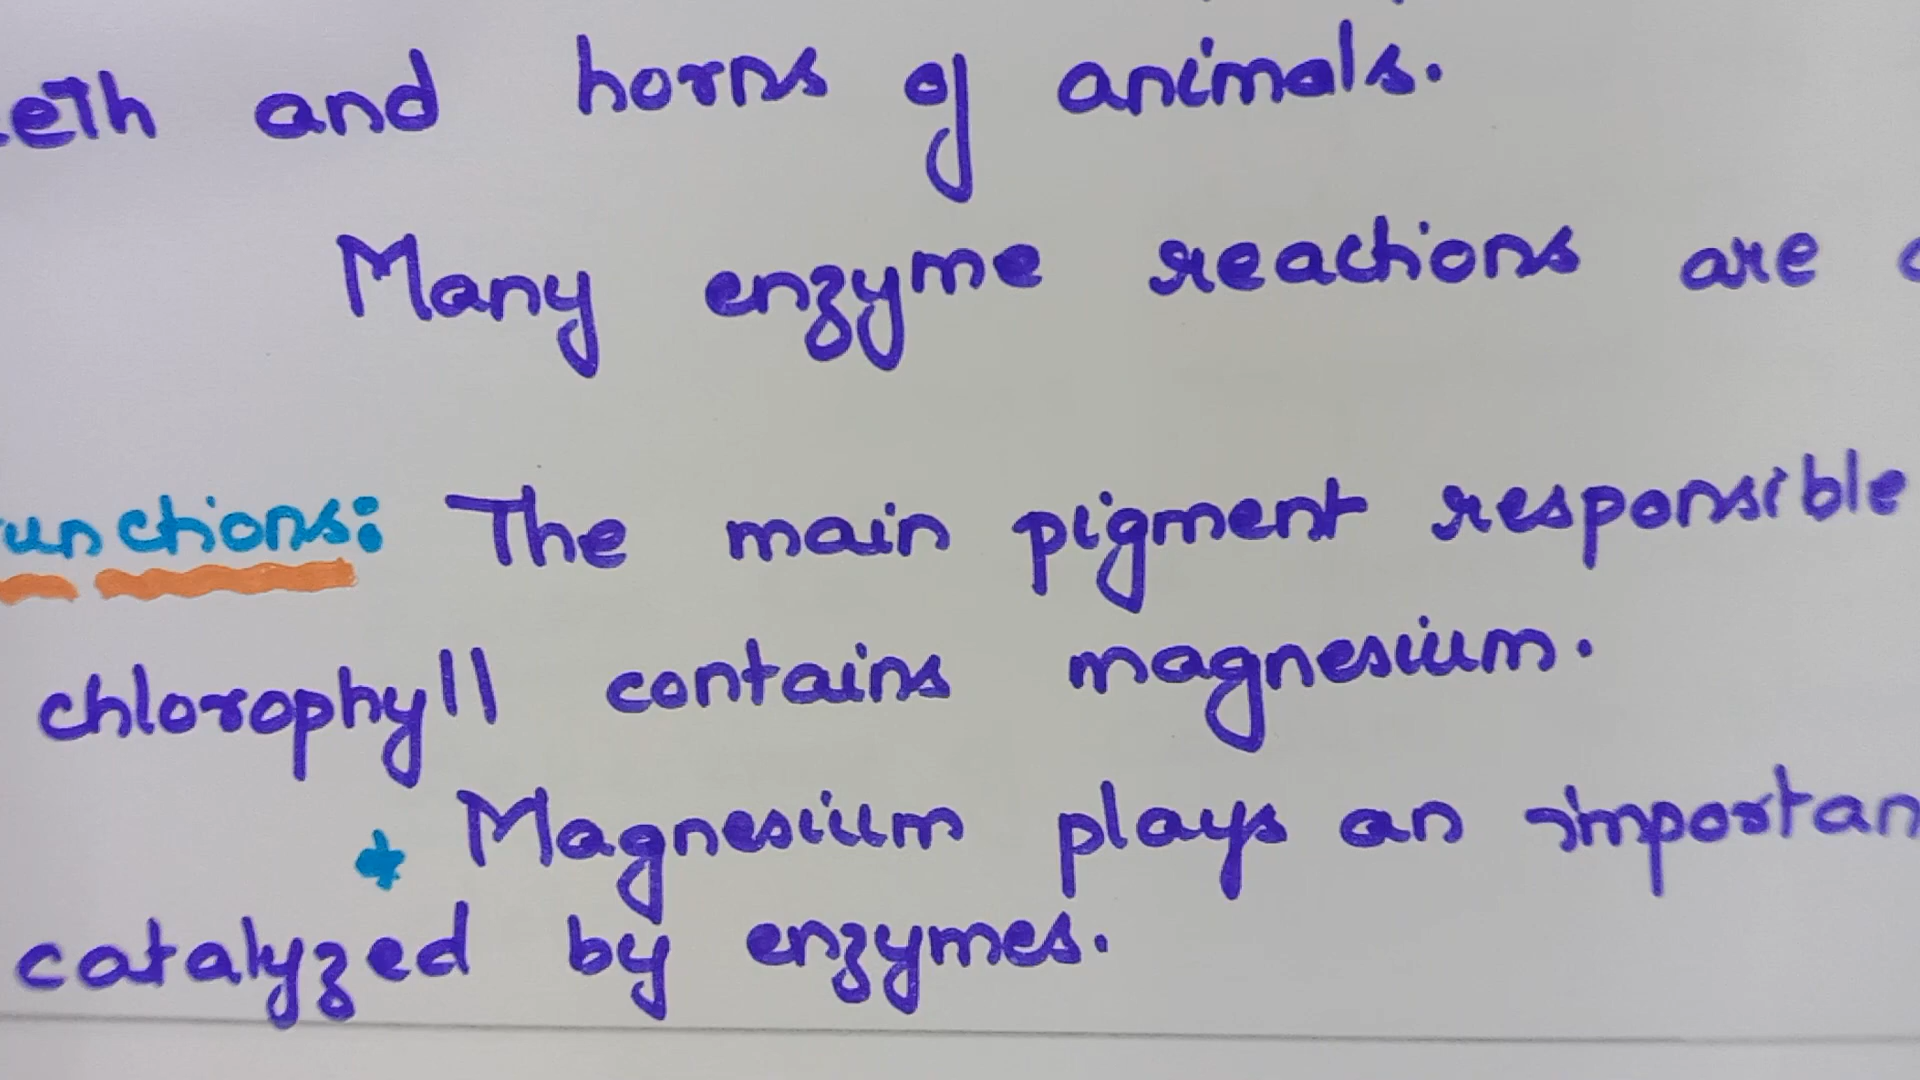 eth and horns of animals.
Many enzyme reactions are
unctions: The main pigment responsible
chlorophyll contains magnesium.
Magnesium plays an importan
catalyzed by enzymes.